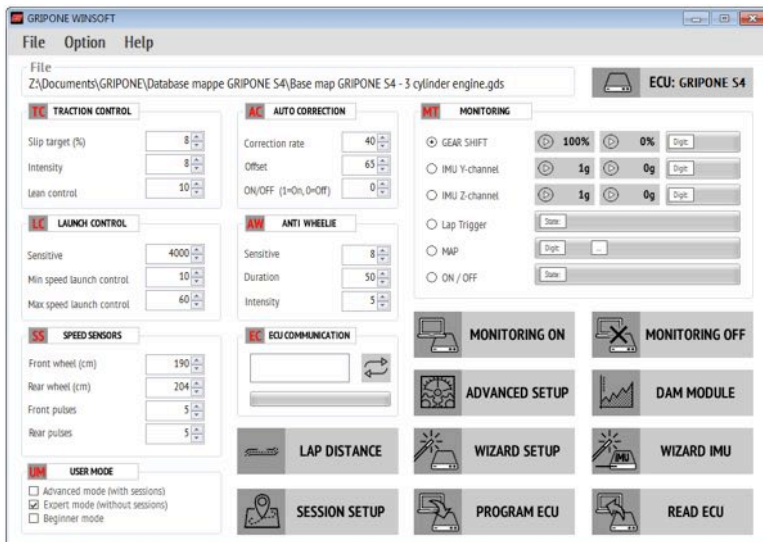 GRIPONE WINSOFT
File Option Help
File
Z:\Documents\GRIPONE\Database mappe GRIPONE S4\Base map GRIPONE S4 - 3 cylinder engine.gds
ECU: GRIPONE S4
TC TRACTION CONTROL
Slip target (%) 8
Intensity 8
Lean control 10
AC AUTO CORRECTION
Correction rate 40
Offset 65
ON/OFF (1=On, 0=Off) 0
MT MONITORING
GEAR SHIFT 100% 0% Digit:
IMU Y-channel 1g 0g Digit:
IMU Z-channel 1g 0g Digit:
Lap Trigger State:
MAP Digit: ...
ON / OFF State:
LC LAUNCH CONTROL
Sensitive 4000
Min speed launch control 10
Max speed launch control 60
AW ANTI WHEELIE
Sensitive 8
Duration 50
Intensity 5
SS SPEED SENSORS
Front wheel (cm) 190
Rear wheel (cm) 204
Front pulses 5
Rear pulses 5
EC ECU COMMUNICATION
MONITORING ON
MONITORING OFF
ADVANCED SETUP
DAM MODULE
LAP DISTANCE
WIZARD SETUP
IMU WIZARD IMU
UM USER MODE
Advanced mode (with sessions)
Expert mode (without sessions)
Beginner mode
SESSION SETUP
PROGRAM ECU
READ ECU